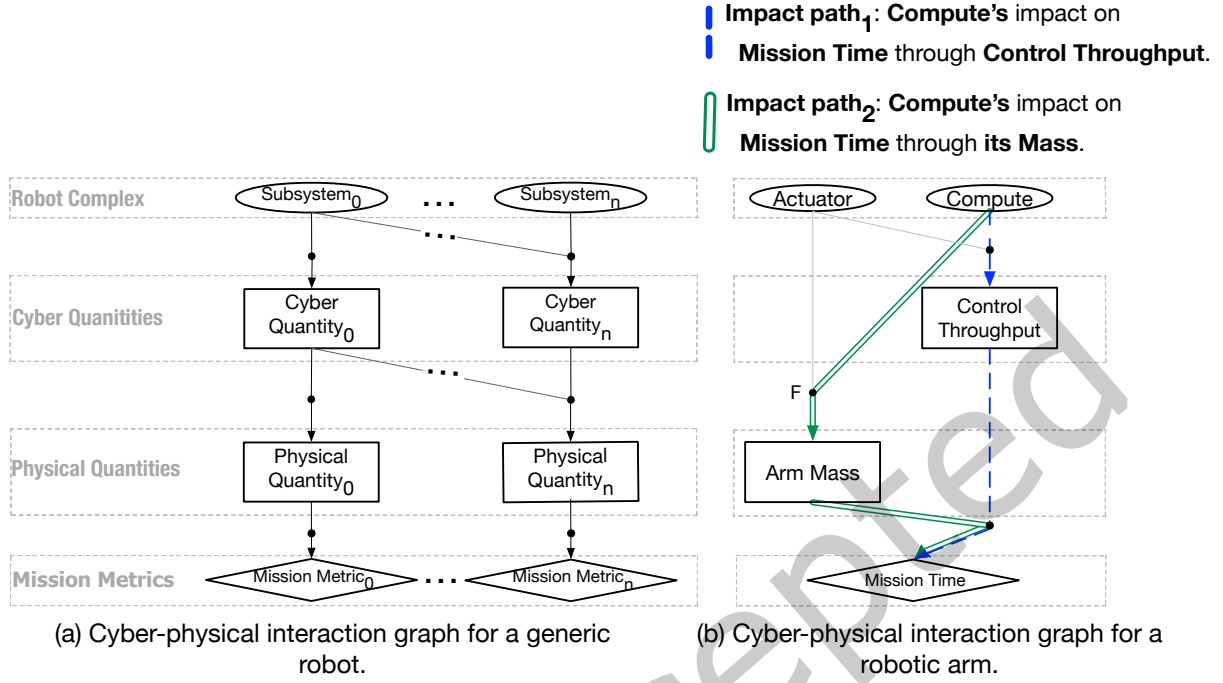 Impact path1: Compute's impact on
Mission Time through Control Throughput.
Impact path2: Compute's impact on
Mission Time through its Mass.
Robot Complex
Subsystem0
...
Subsystemn
...
Cyber Quanitities
Cyber
Quantity0
Cyber
Quantityn
...
Physical Quantities
Physical
Quantity0
Physical
Quantityn
Mission Metrics
Mission Metric0
...
Mission Metricn
(a) Cyber-physical interaction graph for a generic
robot.
Actuator
Compute
Control
Throughput
F
Arm Mass
Mission Time
(b) Cyber-physical interaction graph for a
robotic arm.
epted